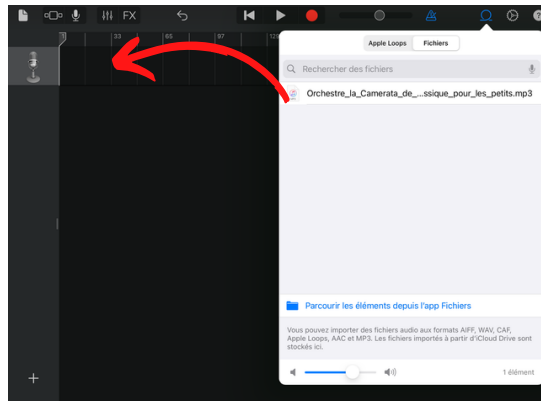 FX
33
65
97
129
Apple Loops
Fichiers
Rechercher des fichiers
Orchestre_la_Camerata_de_...ssique_pour_les_petits.mp3
Parcourir les éléments depuis l'app Fichiers
Vous pouvez importer des fichiers audio aux formats AIFF, WAV, CAF,
Apple Loops, AAC et MP3. Les fichiers importés à partir d'iCloud Drive sont
stockés ici.
1 élément